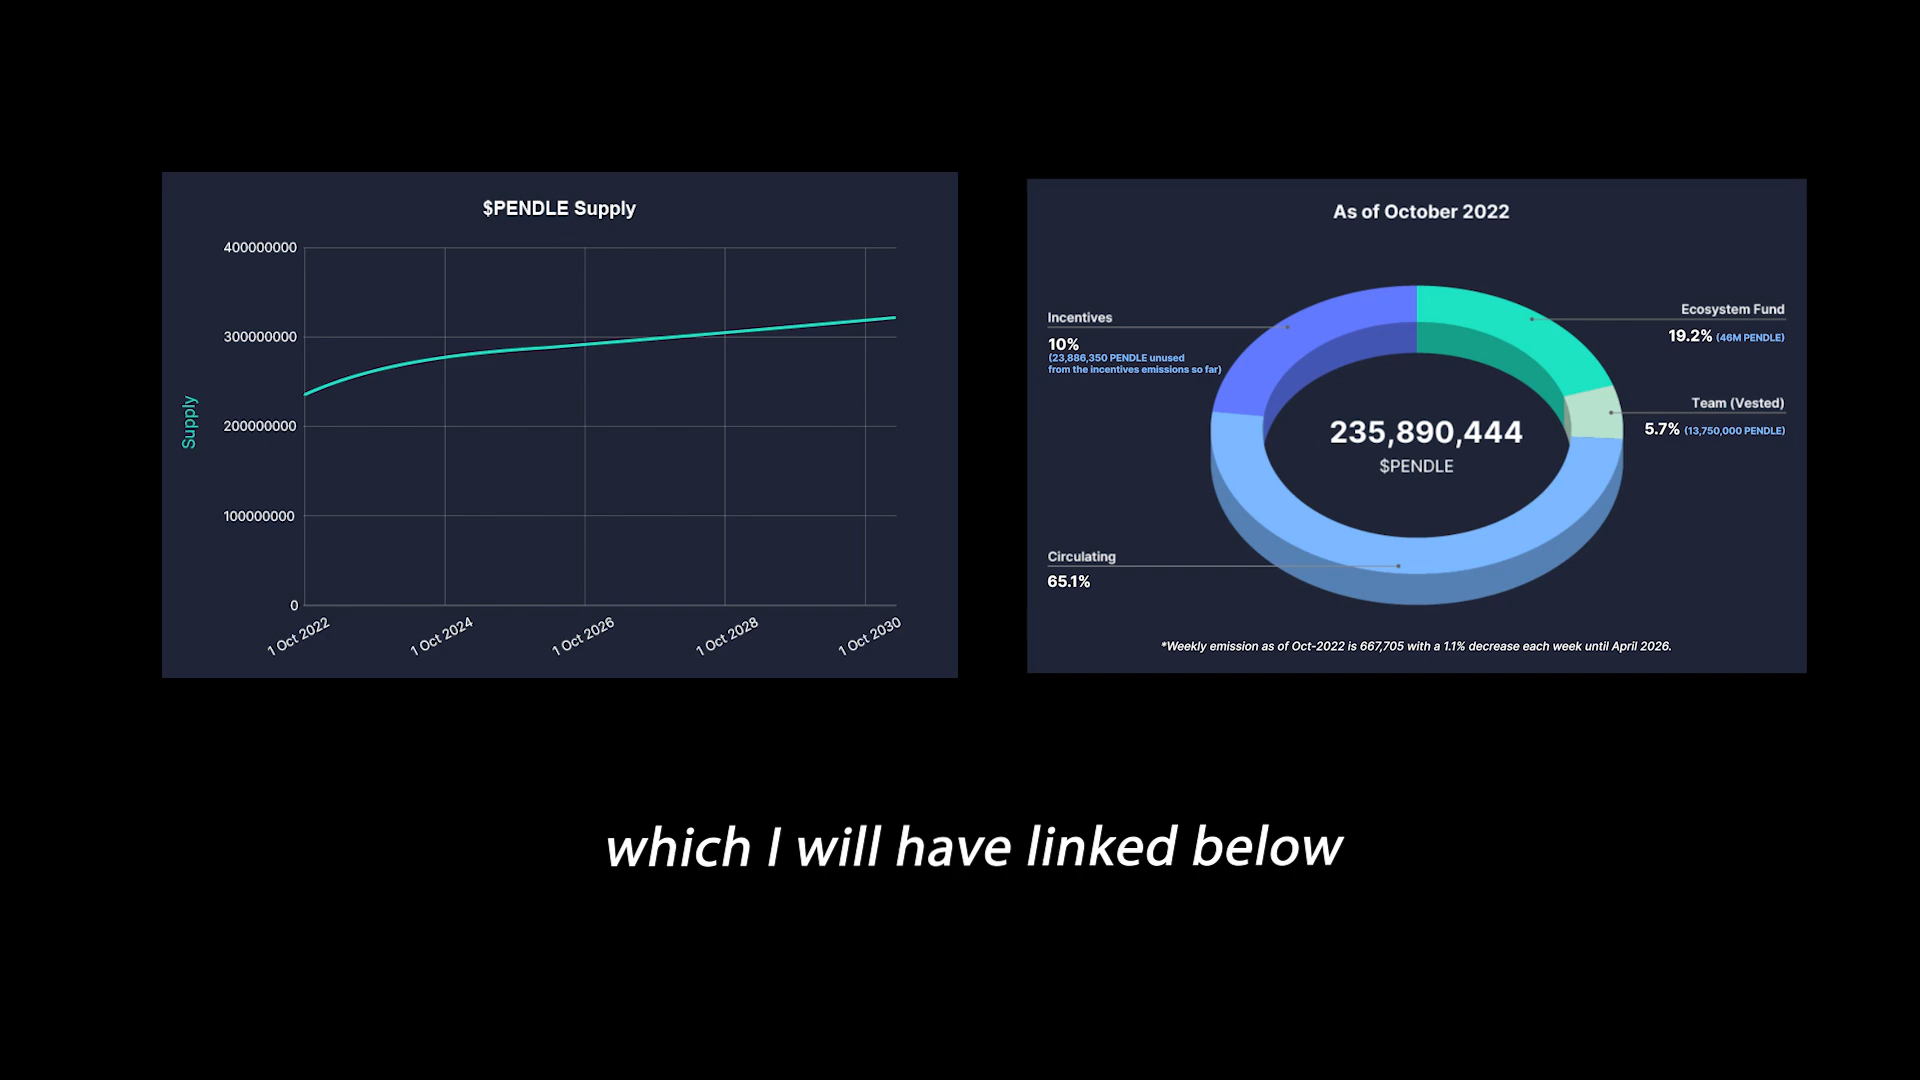 $PENDLE Supply
400000000
300000000
200000000
100000000
0
Supply
1 Oct 2022
1 Oct 2024
1 Oct 2026
1 Oct 2028
1 Oct 2030
As of October 2022
Incentives
10%
(23,886,350 PENDLE unused
from the incentives emissions so far)
Ecosystem Fund
19.2% (46M PENDLE)
Team (Vested)
5.7% (13,750,000 PENDLE)
235,890,444
$PENDLE
Circulating
65.1%
*Weekly emission as of Oct-2022 is 667,705 with a 1.1% decrease each week until April 2026.
which I will have linked below